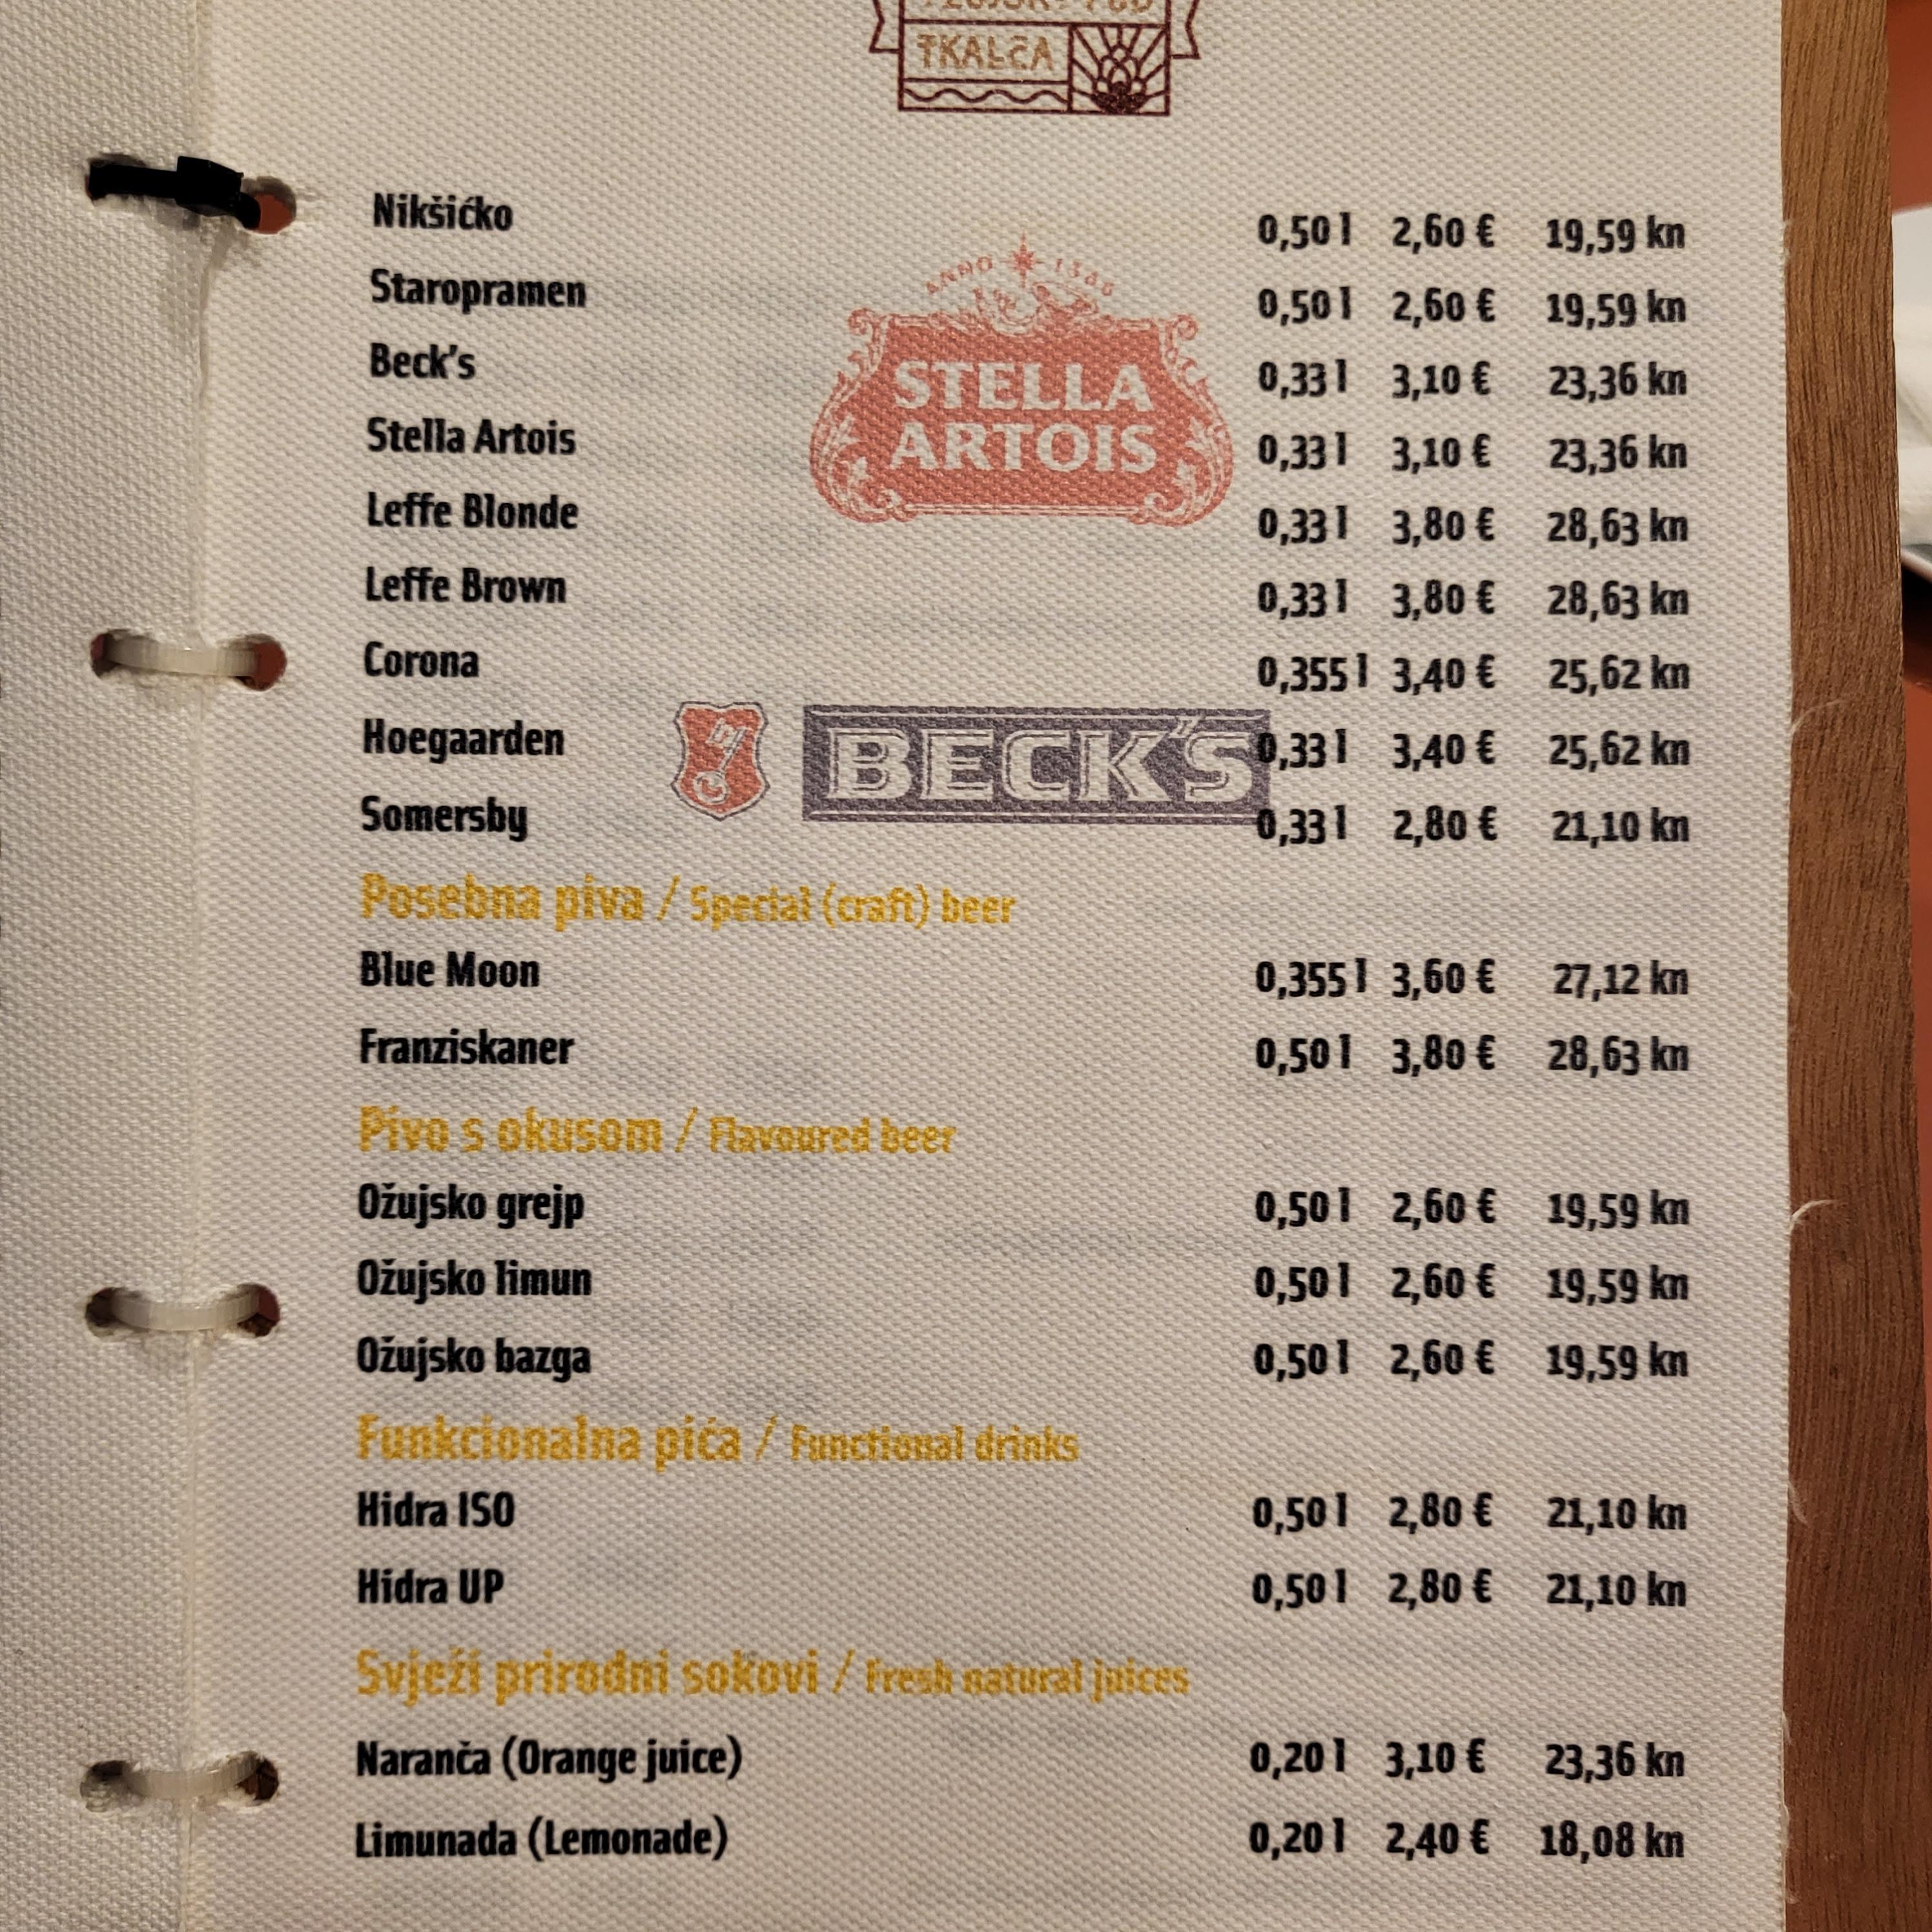 TKALČA
Nikšićko 0,50 l 2,60 € 19,59 kn
Staropramen 0,50 l 2,60 € 19,59 kn
ANNO 1366
Beck's 0,33 l 3,10 € 23,36 kn
STELLA
ARTOIS
Stella Artois 0,33 l 3,10 € 23,36 kn
Leffe Blonde 0,33 l 3,80 € 28,63 kn
Leffe Brown 0,33 l 3,80 € 28,63 kn
Corona 0,355 l 3,40 € 25,62 kn
BECK'S
Hoegaarden 0,33 l 3,40 € 25,62 kn
Somersby 0,33 l 2,80 € 21,10 kn
Posebna piva / Special (craft) beer
Blue Moon 0,355 l 3,60 € 27,12 kn
Franziskaner 0,50 l 3,80 € 28,63 kn
Pivo s okusom / Flavoured beer
Ožujsko grejp 0,50 l 2,60 € 19,59 kn
Ožujsko limun 0,50 l 2,60 € 19,59 kn
Ožujsko bazga 0,50 l 2,60 € 19,59 kn
Funkcionalna pića / Functional drinks
Hidra ISO 0,50 l 2,80 € 21,10 kn
Hidra UP 0,50 l 2,80 € 21,10 kn
Svježi prirodni sokovi / Fresh natural juices
Naranča (Orange juice) 0,20 l 3,10 € 23,36 kn
Limunada (Lemonade) 0,20 l 2,40 € 18,08 kn